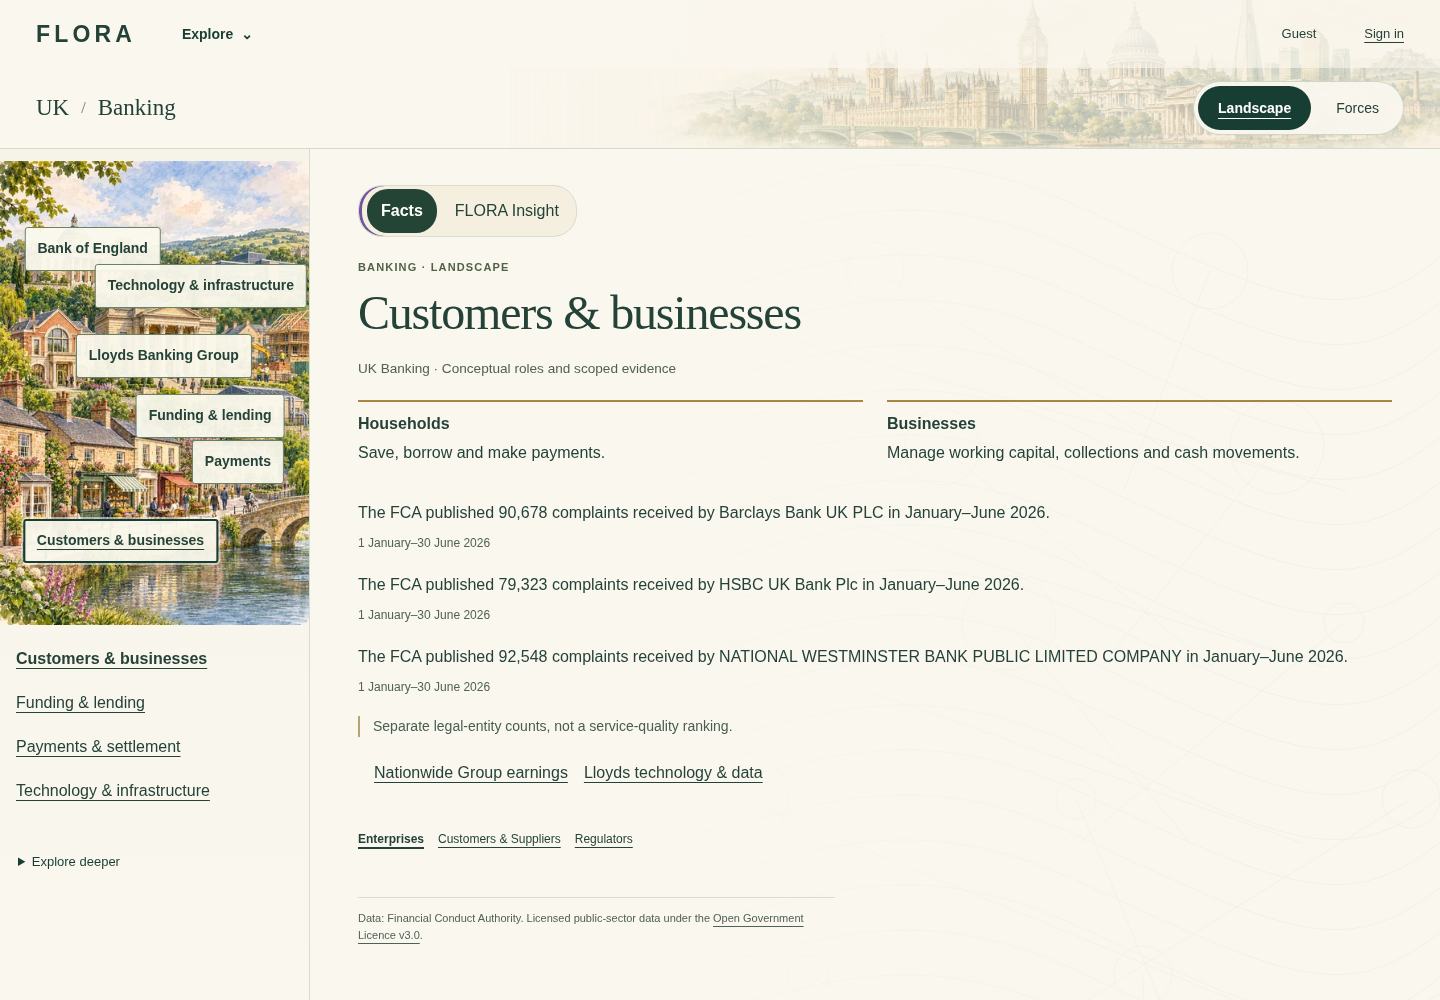 FLORA
Explore
Guest
Sign in
UK / Banking
Landscape
Forces
Bank of England
Technology & infrastructure
Lloyds Banking Group
Funding & lending
Payments
Customers & businesses
Customers & businesses
Funding & lending
Payments & settlement
Technology & infrastructure
Explore deeper
Facts
FLORA Insight
BANKING · LANDSCAPE
Customers & businesses
UK Banking · Conceptual roles and scoped evidence
Households
Save, borrow and make payments.
Businesses
Manage working capital, collections and cash movements.
The FCA published 90,678 complaints received by Barclays Bank UK PLC in January–June 2026.
1 January–30 June 2026
The FCA published 79,323 complaints received by HSBC UK Bank Plc in January–June 2026.
1 January–30 June 2026
The FCA published 92,548 complaints received by NATIONAL WESTMINSTER BANK PUBLIC LIMITED COMPANY in January–June 2026.
1 January–30 June 2026
Separate legal-entity counts, not a service-quality ranking.
Nationwide Group earnings
Lloyds technology & data
Enterprises
Customers & Suppliers
Regulators
Data: Financial Conduct Authority. Licensed public-sector data under the Open Government
Licence v3.0.